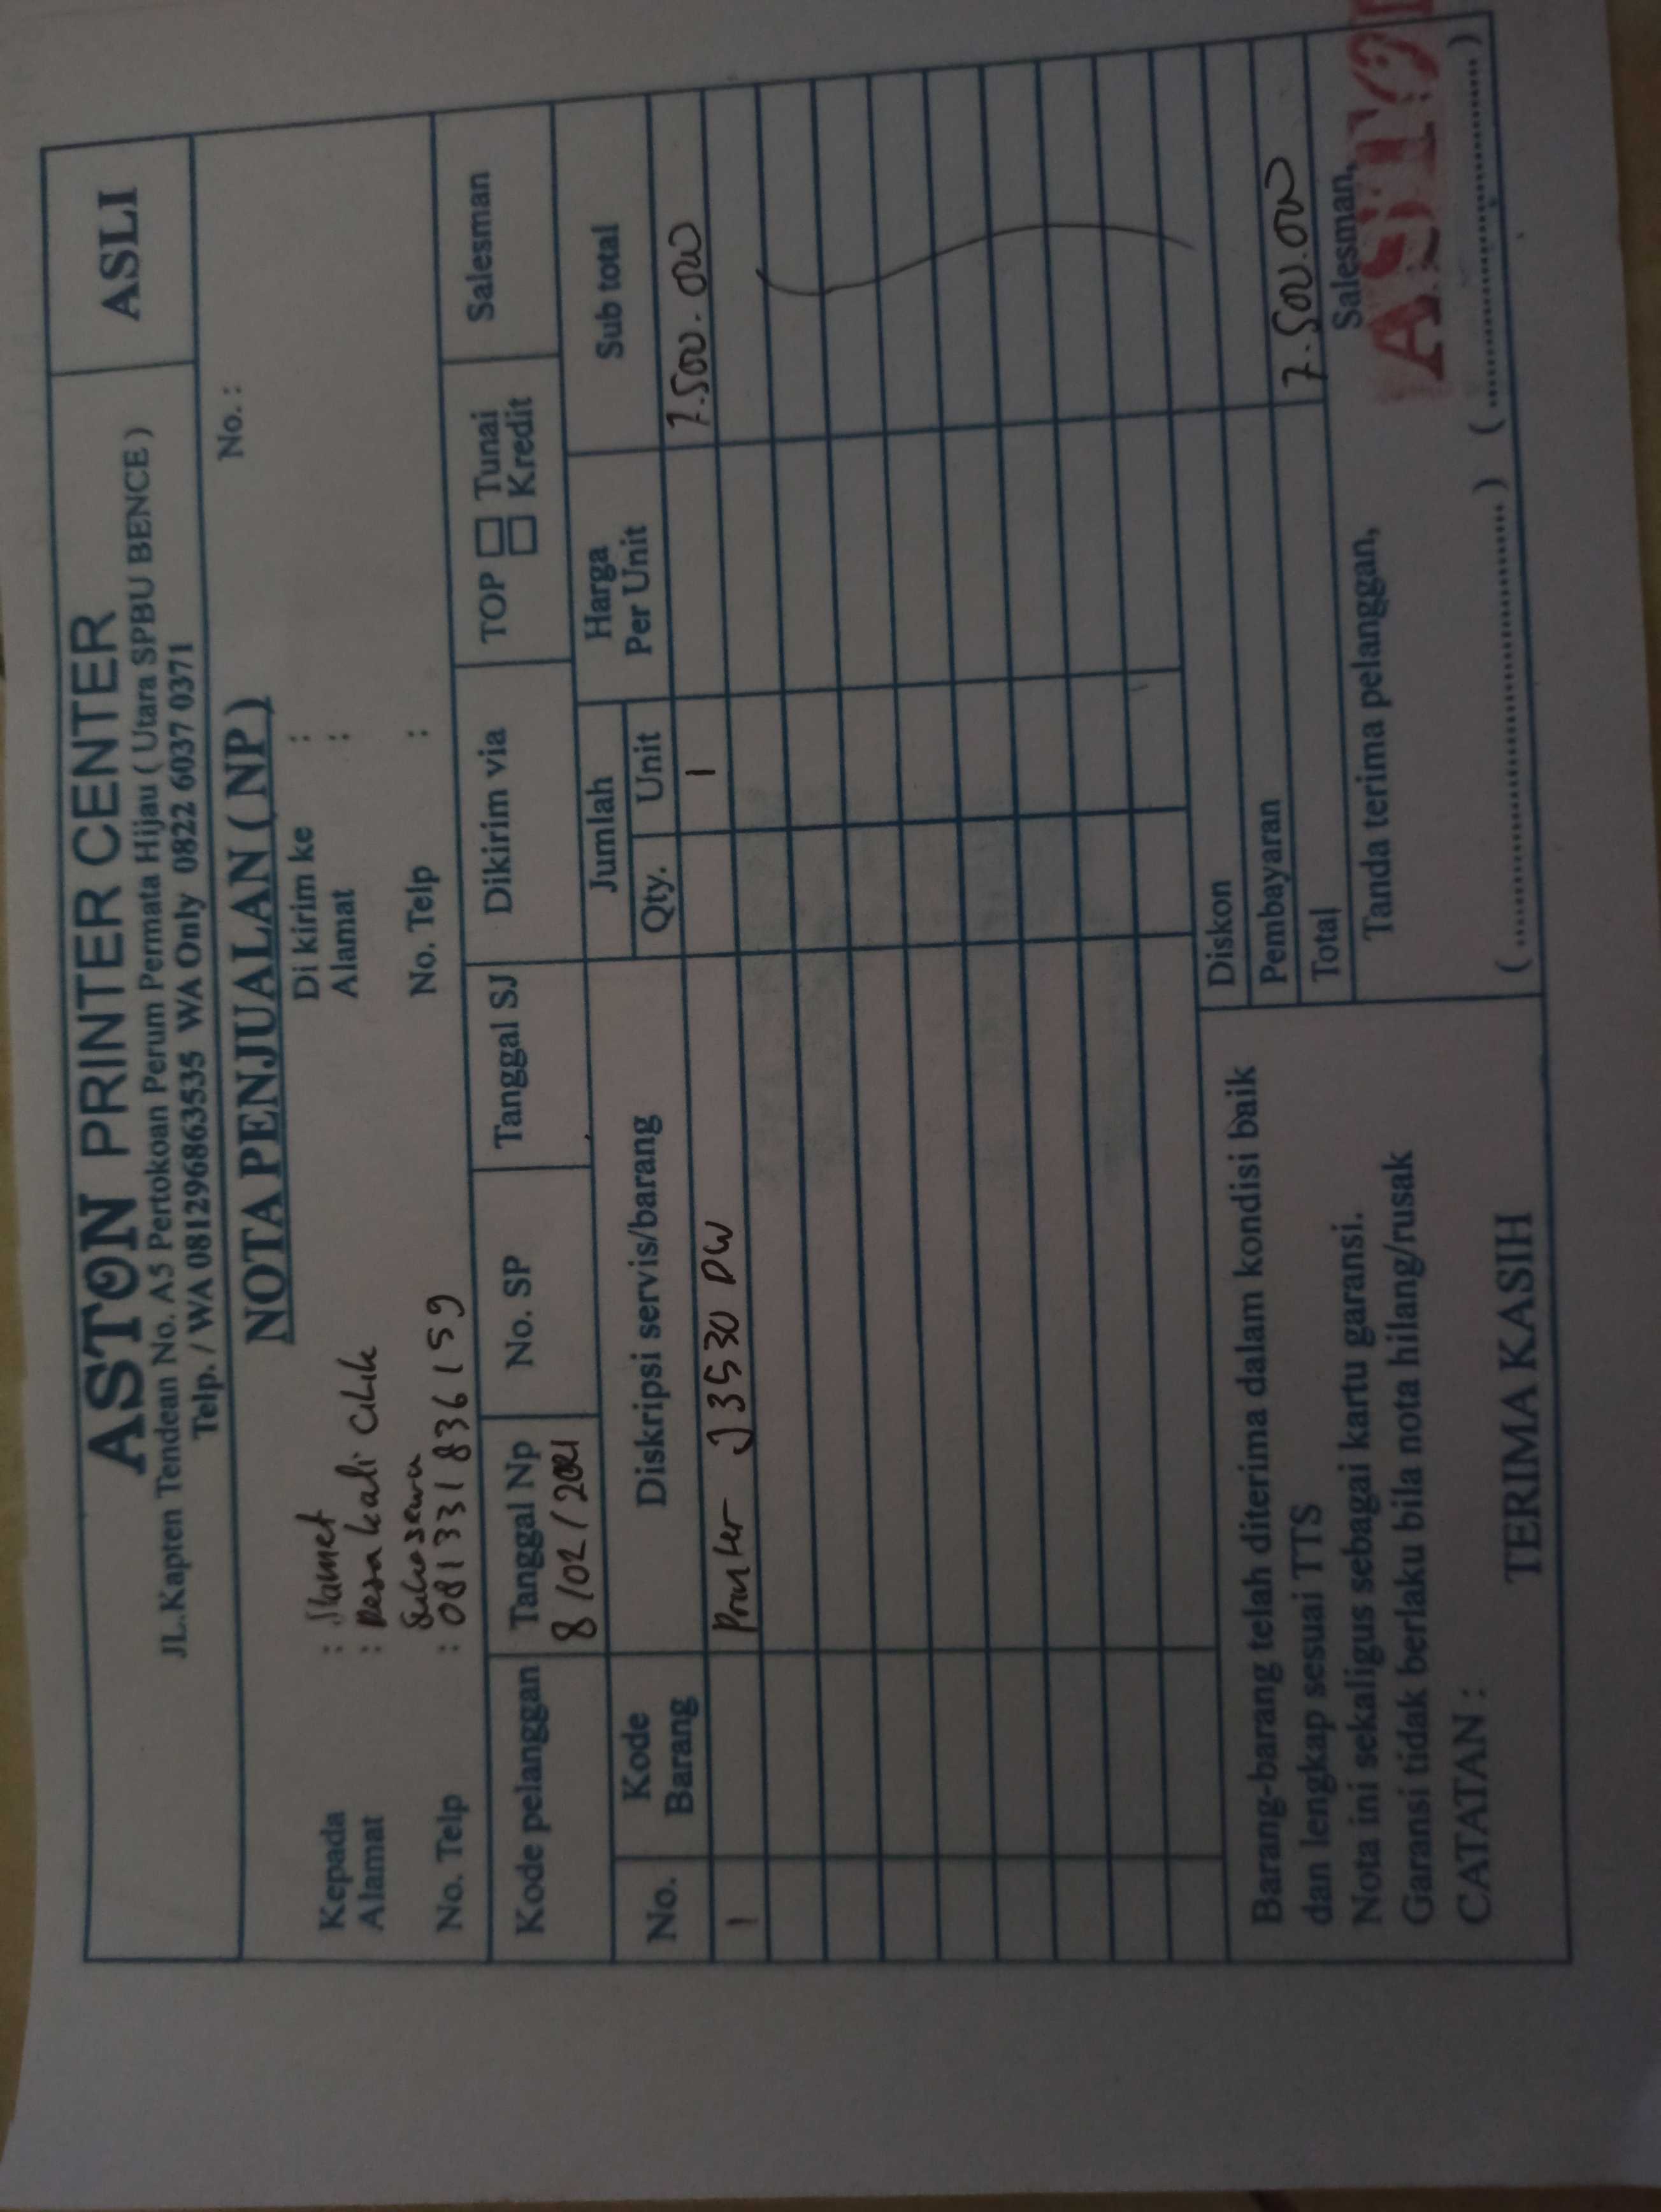 ASTON PRINTER CENTER
ASLI
JL.Kapten Tendean No. A5 Pertokoan Perum Permata Hijau ( Utara SPBU BENCE )
Telp. / WA 081296863535 WA Only 0822 6037 0371
NOTA PENJUALAN ( NP )
No. :
Kepada : Slamet
Di kirim ke :
Alamat : Desa kali Cilik
Alamat :
No. Telp : 081331836159
No. Telp :
Kode pelanggan Tanggal Np No. SP Tanggal SJ Dikirim via TOP Tunai Salesman
Kredit
8/02/2021
No. Kode Barang Diskripsi servis/barang Jumlah Harga Per Unit Sub total
Qty. Unit
1 Printer J3530 DW 1 7.500.000
Diskon
Pembayaran
Total 7.500.000
Barang-barang telah diterima dalam kondisi baik
dan lengkap sesuai TTS
Nota ini sekaligus sebagai kartu garansi.
Garansi tidak berlaku bila nota hilang/rusak
CATATAN :
TERIMA KASIH
Tanda terima pelanggan,
Salesman,
(..............................) (..............................)